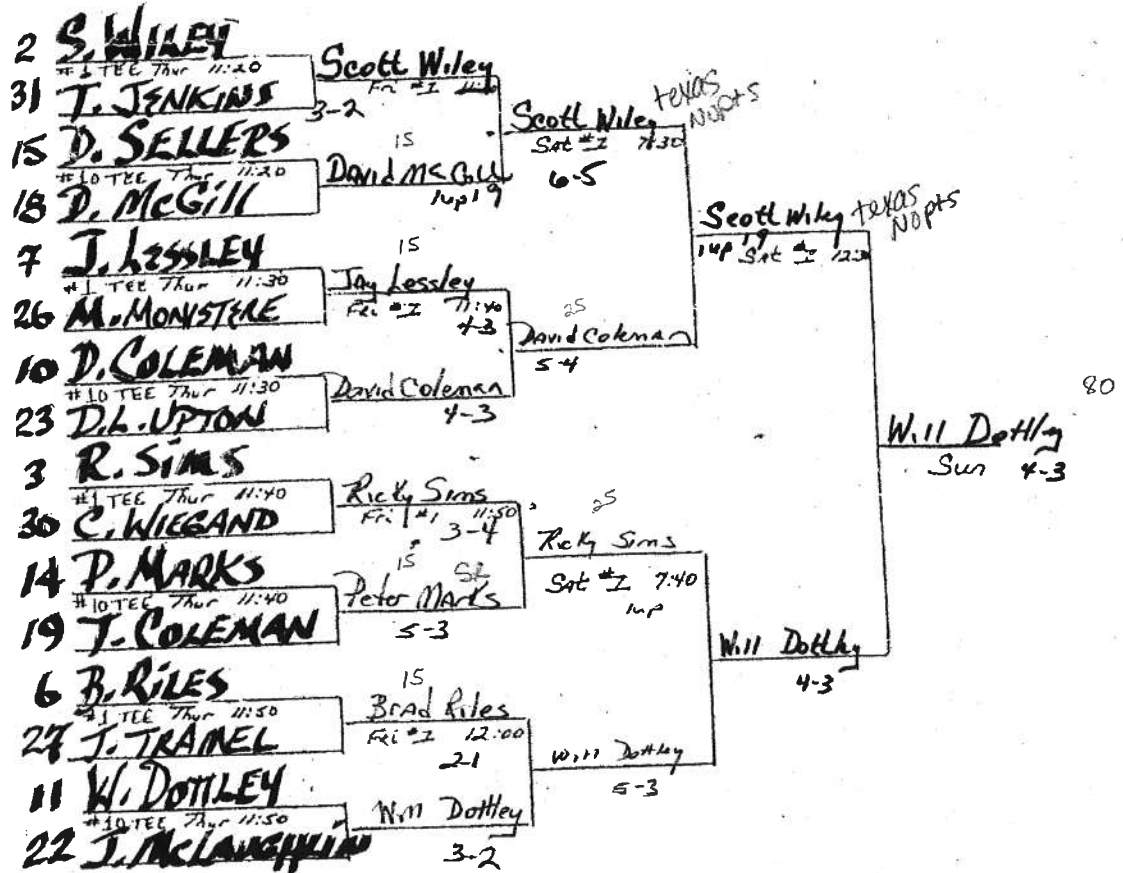 2 S. WILEY
#1 TEE Thur 11:20
31 T. JENKINS
15 D. SELLERS
#10 TEE Thur 11:20
18 D. McGill
7 J. LESSLEY
#1 TEE Thur 11:30
26 M. MONISTERE
10 D. COLEMAN
#10 TEE Thur 11:30
23 D.L. UPTON
3 R. SIMS
#1 TEE Thur 11:40
30 C. WIEGAND
14 P. MARKS
#10 TEE Thur 11:40
19 T. COLEMAN
6 B. RILES
#1 TEE Thur 11:50
27 J. TRAMEL
11 W. DOTTLEY
#10 TEE Thur 11:50
22 J. McLAUGHLIN
Scott Wiley
Fri #1
3-2
15
David McGill
1up 19
15
Jay Lessley
Fri #1 11:40
4-3
David Coleman
4-3
Ricky Sims
Fri #1 11:50
3-4
15
Peter Marks
5-3
15
Brad Riles
Fri #1 12:00
2-1
Will Dottley
3-2
Scott Wiley
texas
NoPts
Sat #1 7:30
6-5
25
David Coleman
5-4
25
Ricky Sims
Sat #1 7:40
1up
Will Dottley
5-3
Scott Wiley
texas
NoPts
1up 19
Sat #1
Will Dottley
4-3
80
Will Dottley
Sun 4-3